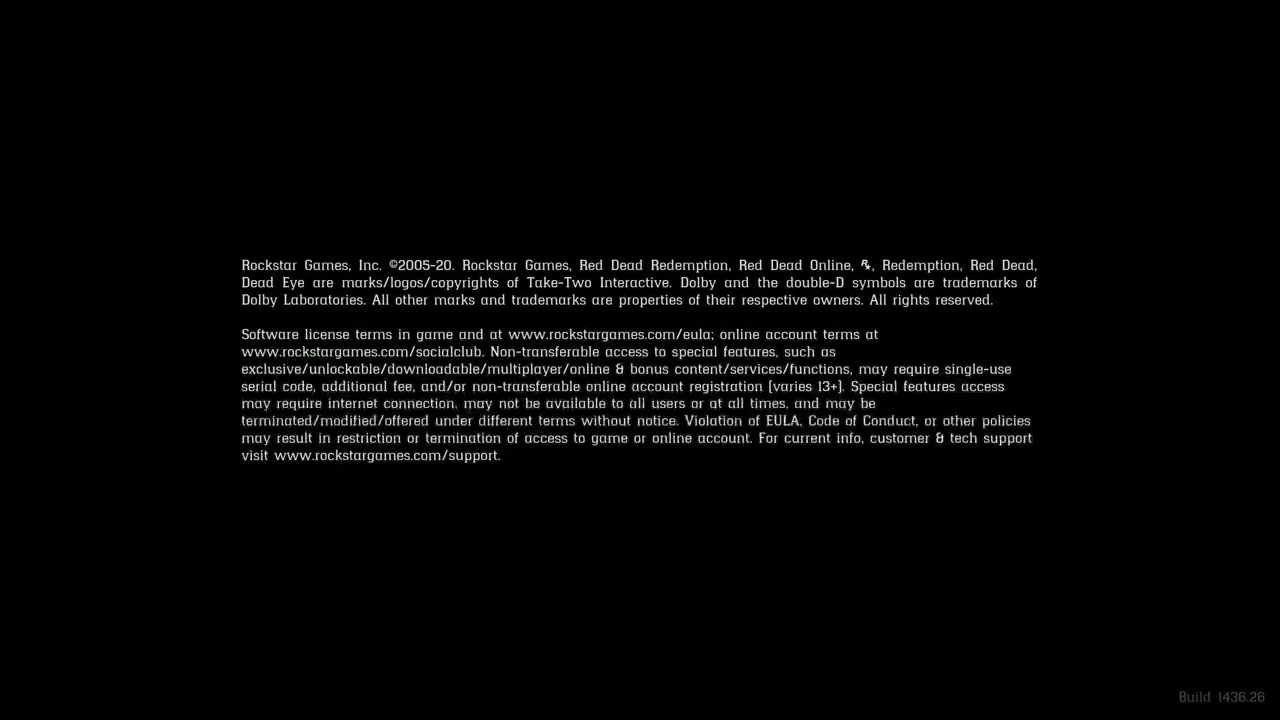 Rockstar Games, Inc. ©2005-20. Rockstar Games, Red Dead Redemption, Red Dead Online, , Redemption, Red Dead,
Dead Eye are marks/logos/copyrights of Take-Two Interactive. Dolby and the double-D symbols are trademarks of
Dolby Laboratories. All other marks and trademarks are properties of their respective owners. All rights reserved.
Software license terms in game and at www.rockstargames.com/eula; online account terms at
www.rockstargames.com/socialclub. Non-transferable access to special features, such as
exclusive/unlockable/downloadable/multiplayer/online & bonus content/services/functions, may require single-use
serial code, additional fee, and/or non-transferable online account registration (varies 13+). Special features access
may require internet connection, may not be available to all users or at all times, and may be
terminated/modified/offered under different terms without notice. Violation of EULA, Code of Conduct, or other policies
may result in restriction or termination of access to game or online account. For current info, customer & tech support
visit www.rockstargames.com/support.
Build 1436.26